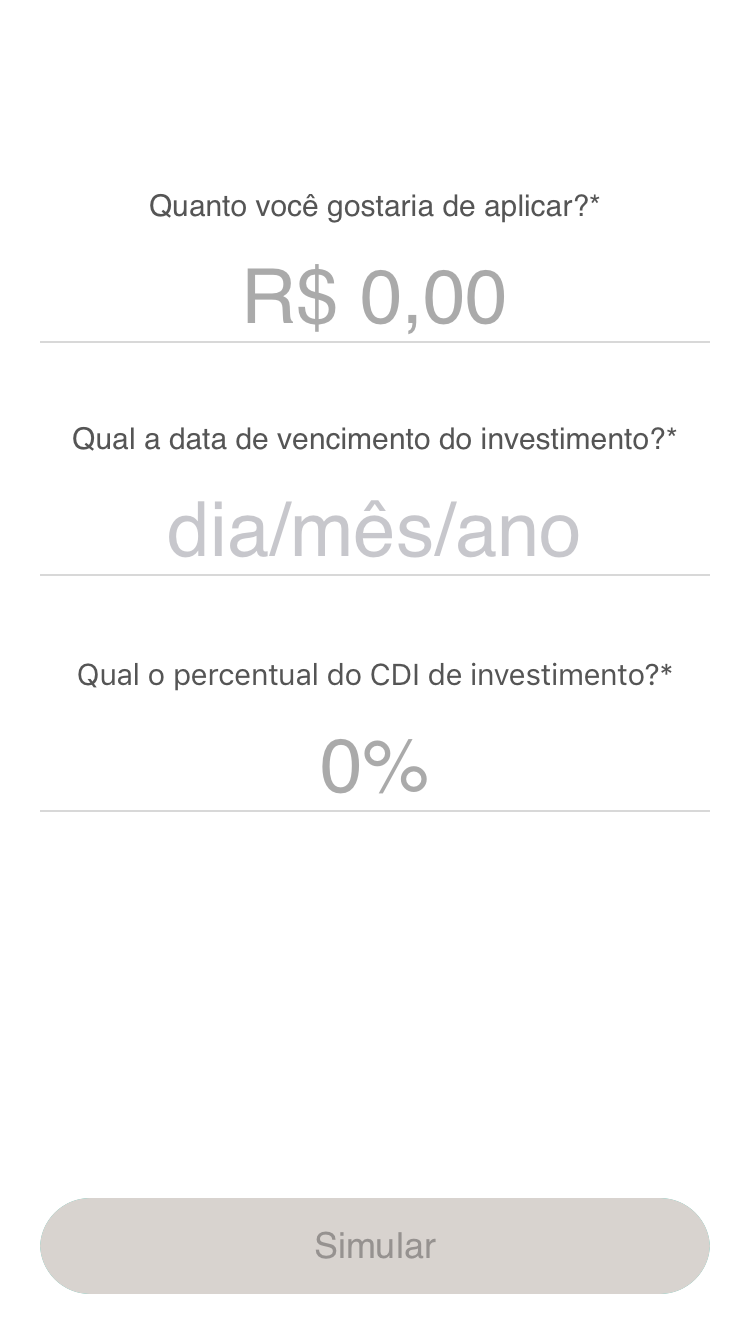 Quanto você gostaria de aplicar?*
R$ 0,00
Qual a data de vencimento do investimento?*
dia/mês/ano
Qual o percentual do CDI de investimento?*
0%
Simular